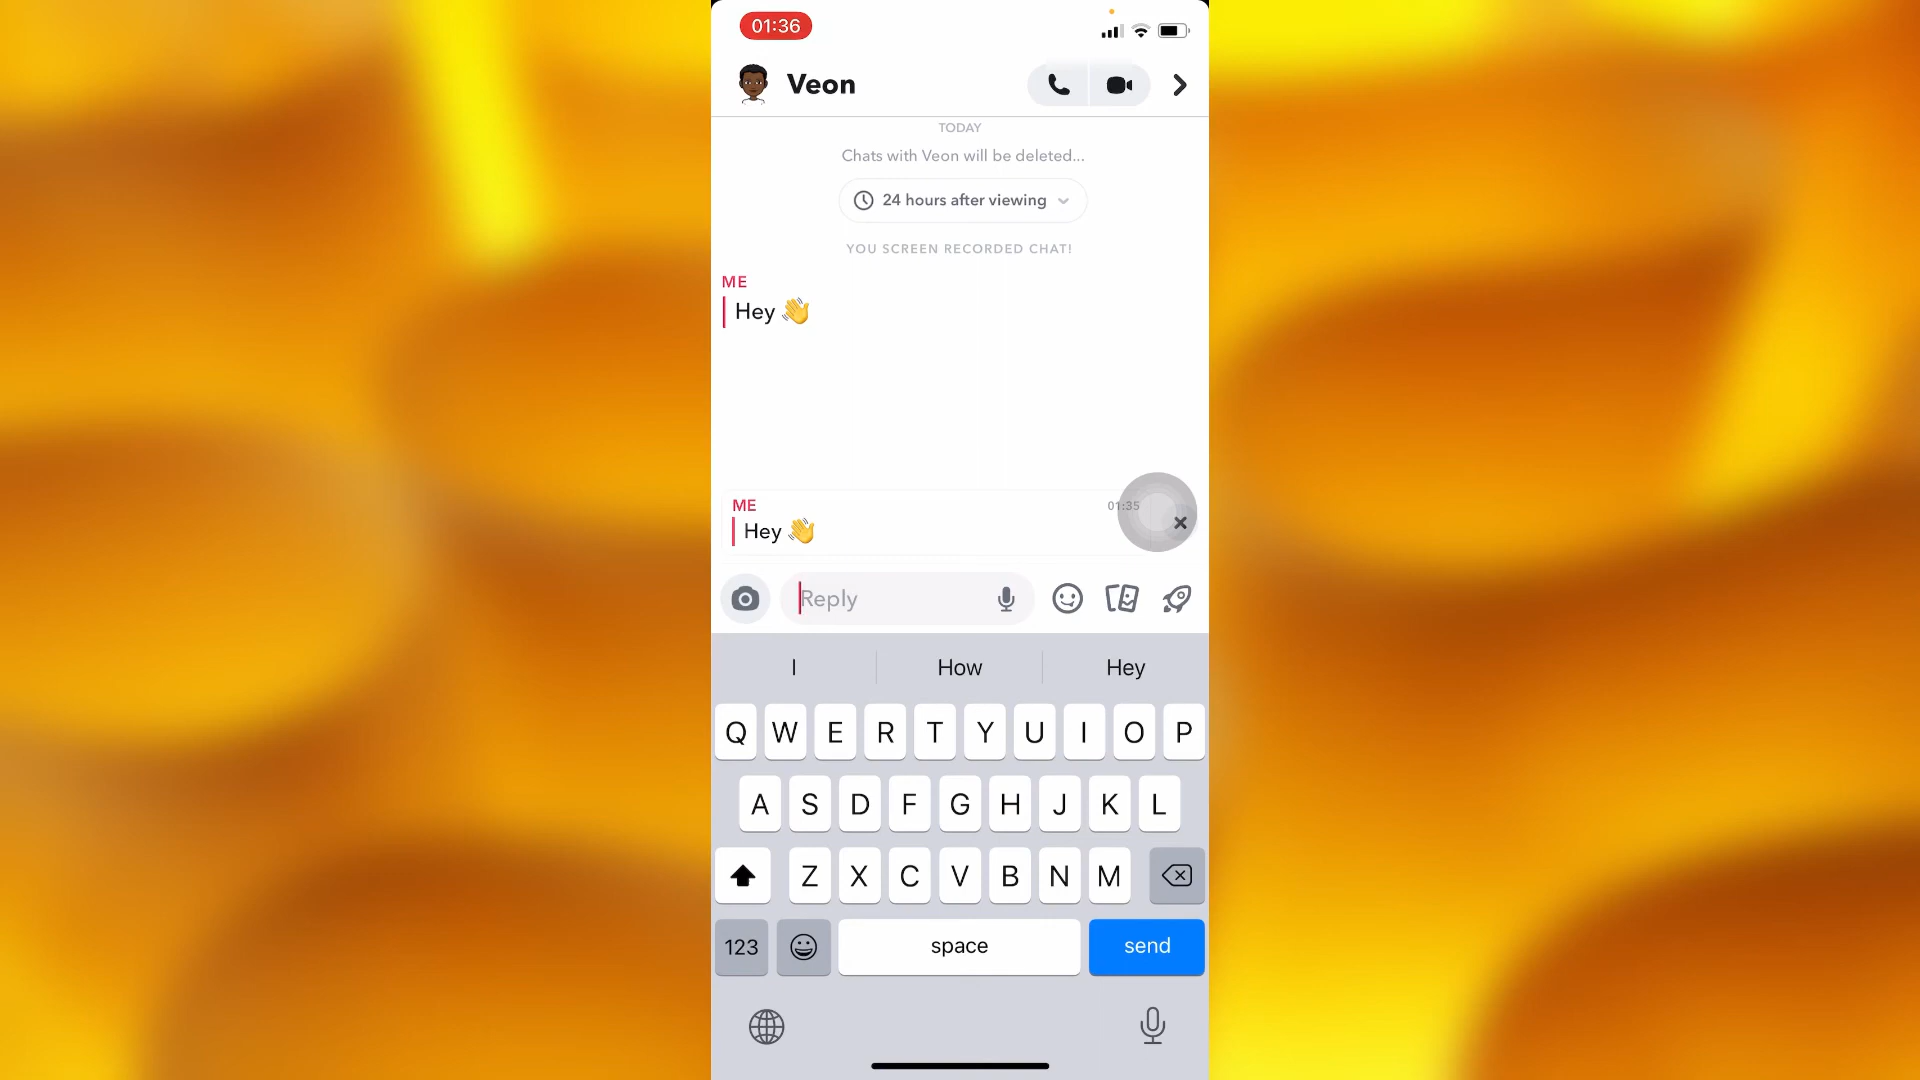 01:36
Veon
TODAY
Chats with Veon will be deleted...
24 hours after viewing
YOU SCREEN RECORDED CHAT!
ME
Hey 👋
ME
01:35
Hey 👋
Reply
I How Hey
Q W E R T Y U I O P
A S D F G H J K L
Z X C V B N M
123 space send